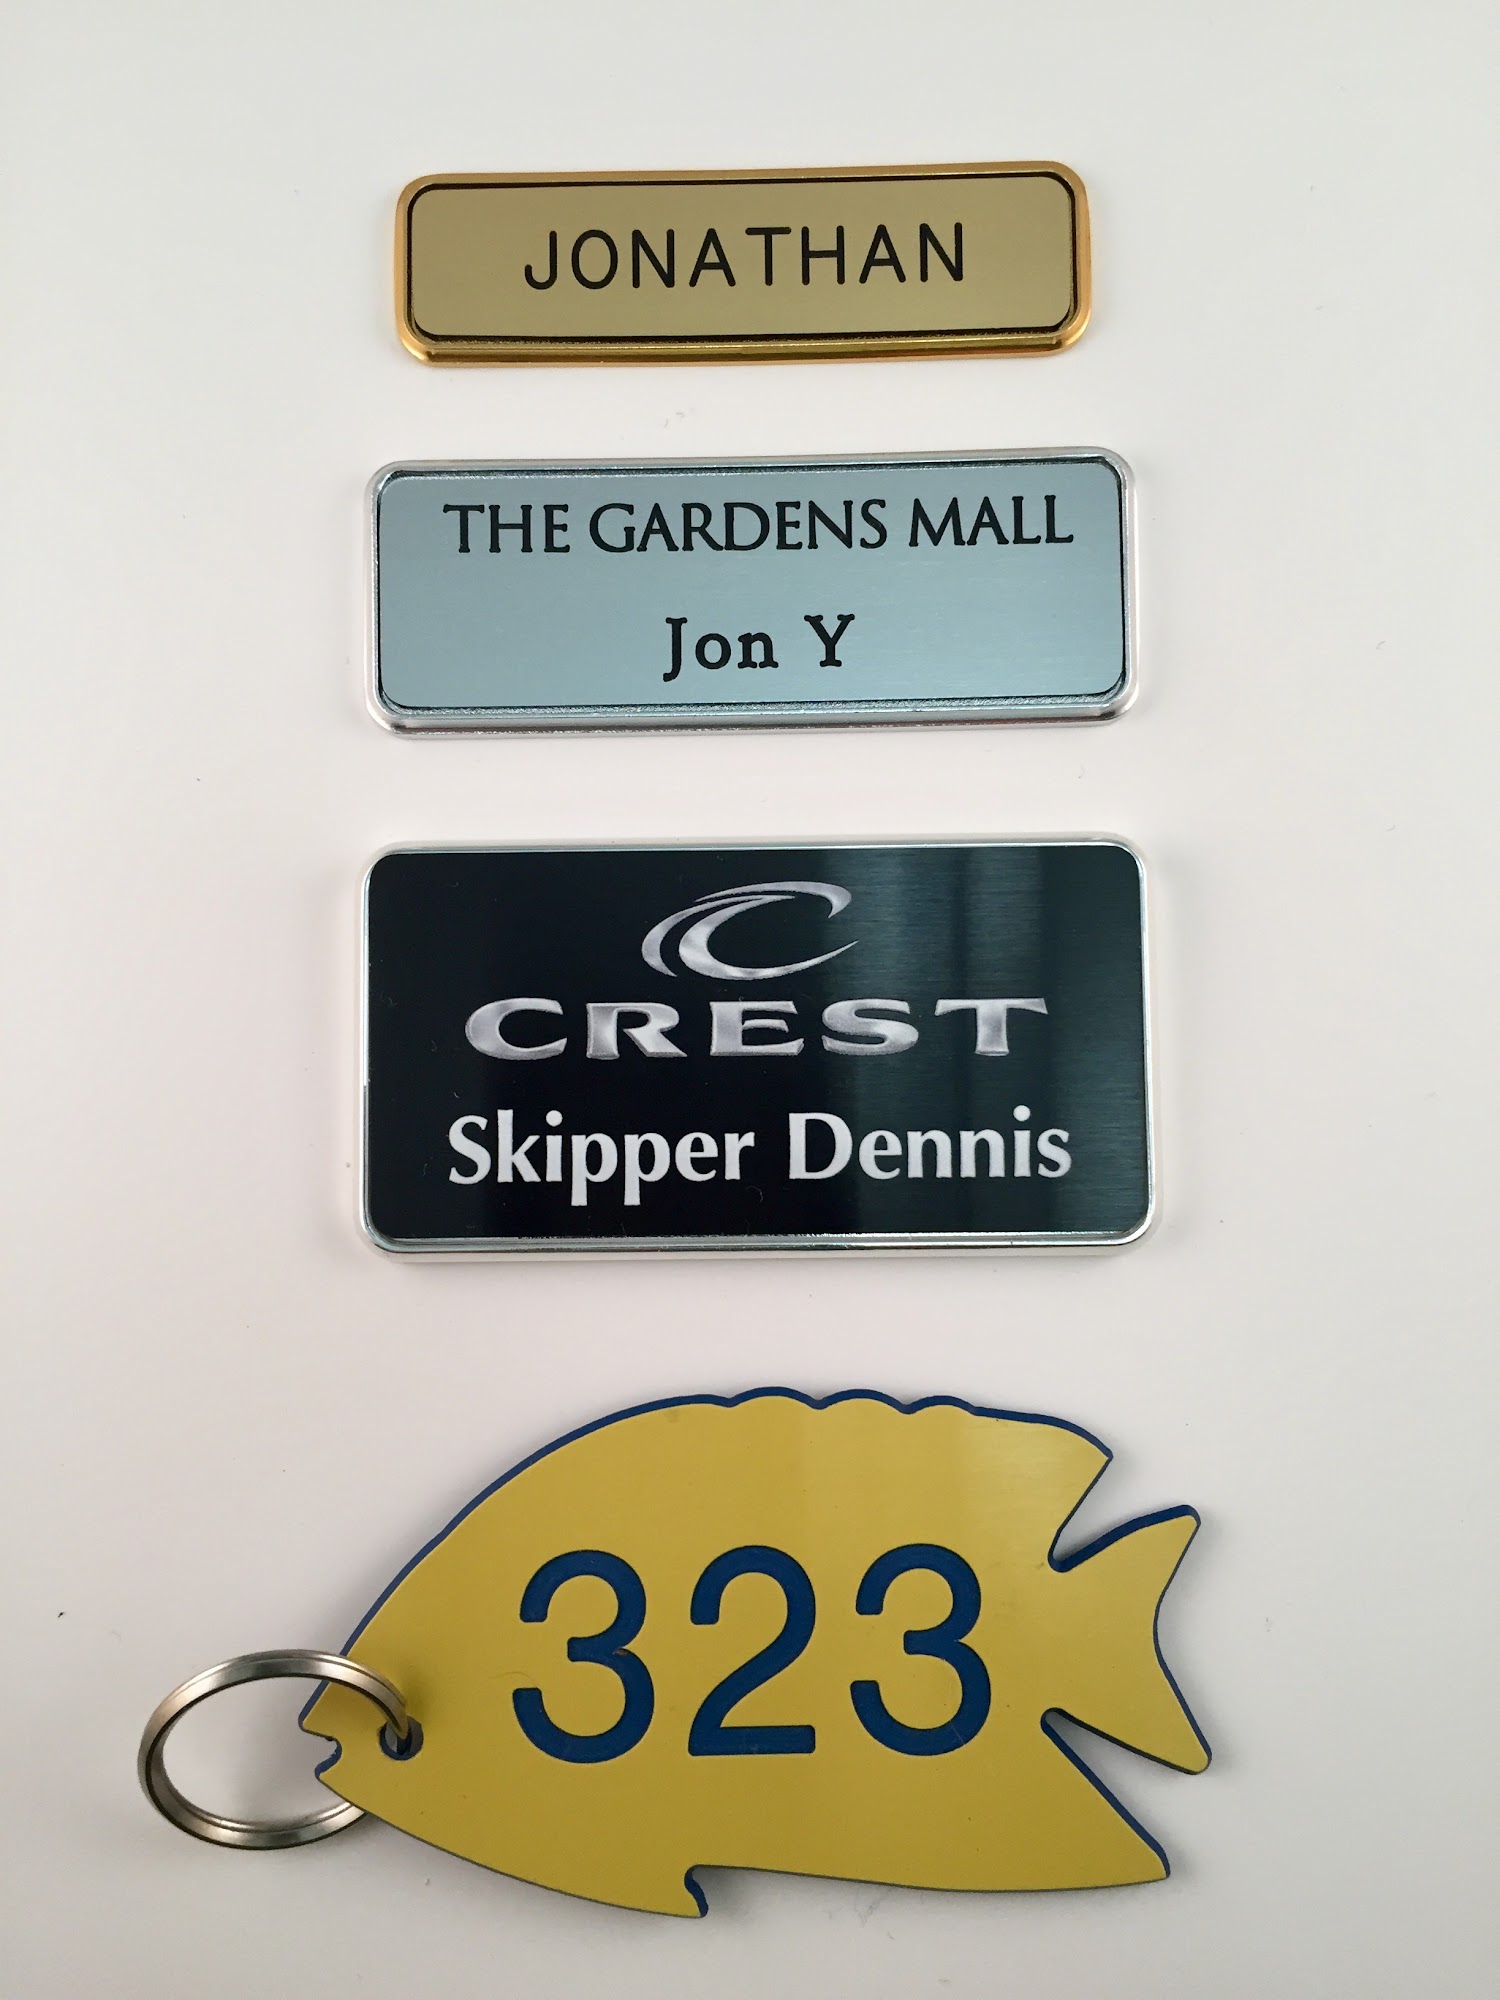 JONATHAN
THE GARDENS MALL
Jon Y
CREST
Skipper Dennis
323